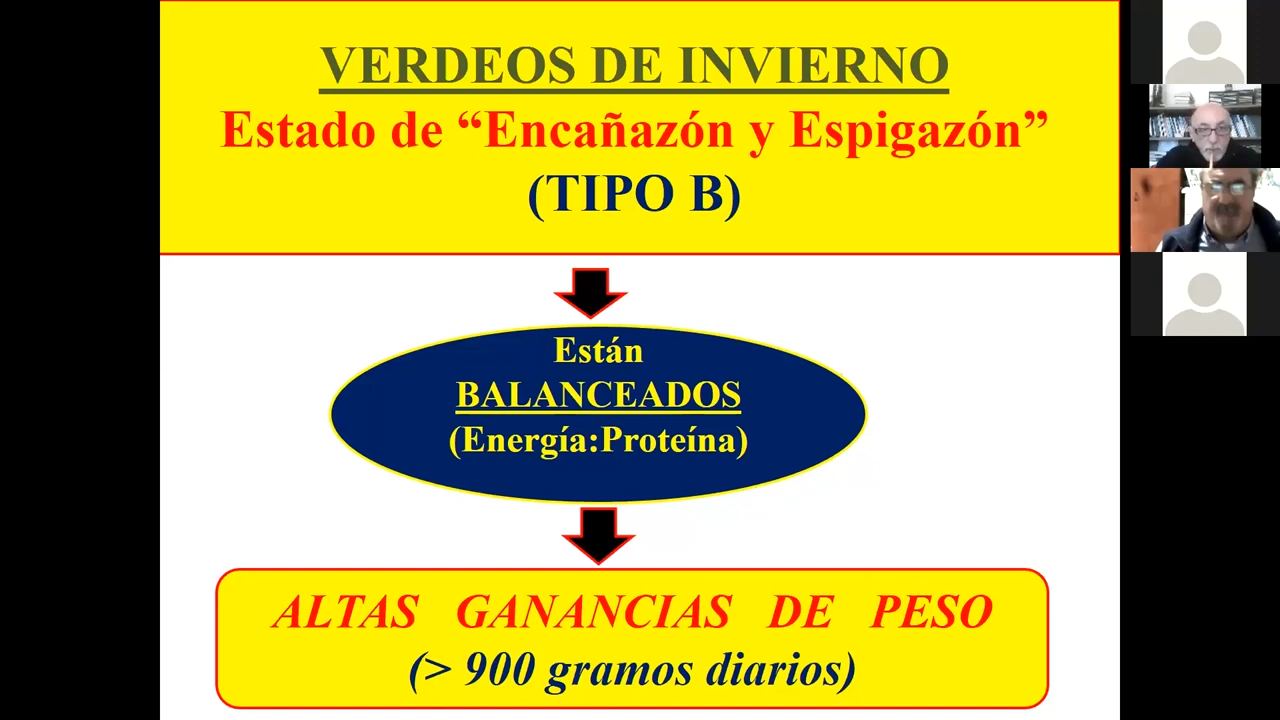 VERDEOS DE INVIERNO
Estado de “Encañazón y Espigazón”
(TIPO B)
Están
BALANCEADOS
(Energía:Proteína)
ALTAS GANANCIAS DE PESO
(> 900 gramos diarios)